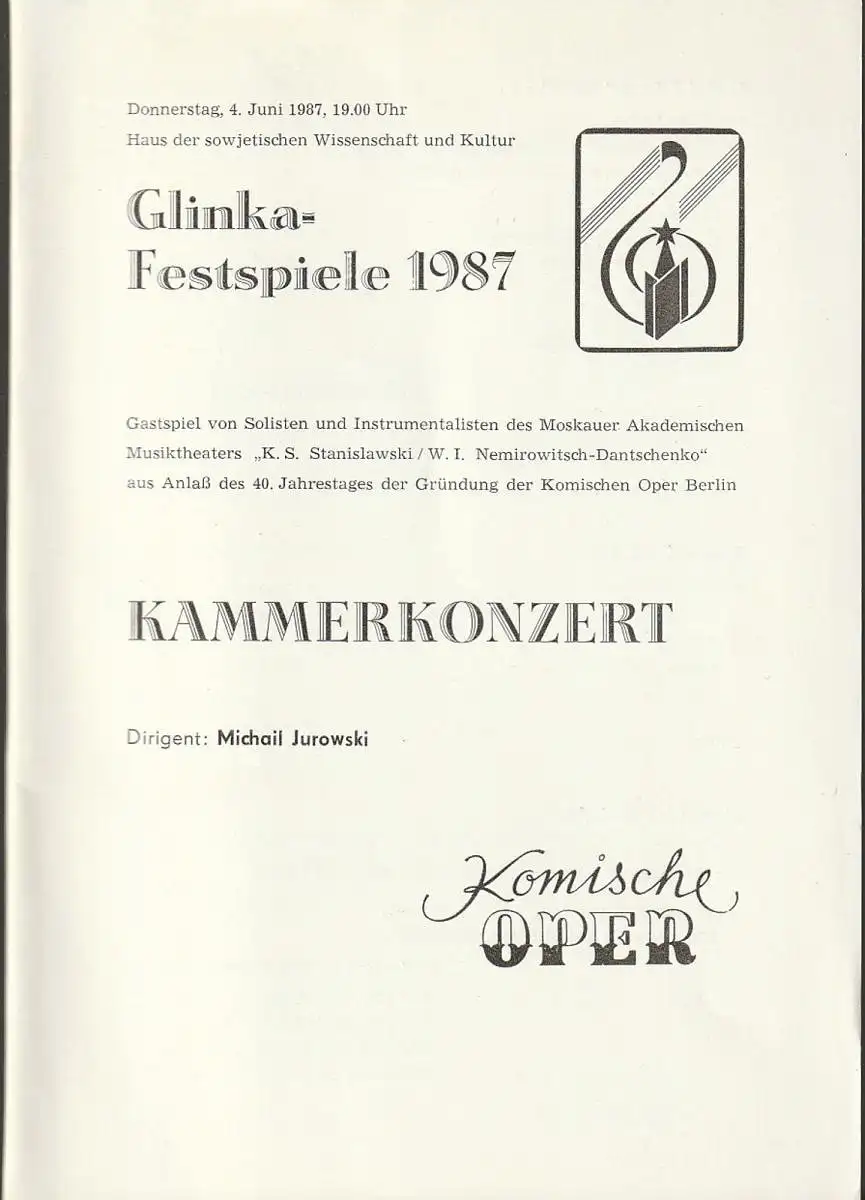 Donnerstag, 4. Juni 1987, 19.00 Uhr
Haus der sowjetischen Wissenschaft und Kultur
Glinka-
Festspiele 1987
Gastspiel von Solisten und Instrumentalisten des Moskauer Akademischen
Musiktheaters „K. S. Stanislawski / W. I. Nemirowitsch-Dantschenko“
aus Anlaß des 40. Jahrestages der Gründung der Komischen Oper Berlin
KAMMERKONZERT
Dirigent: Michail Jurowski
Komische
OPER